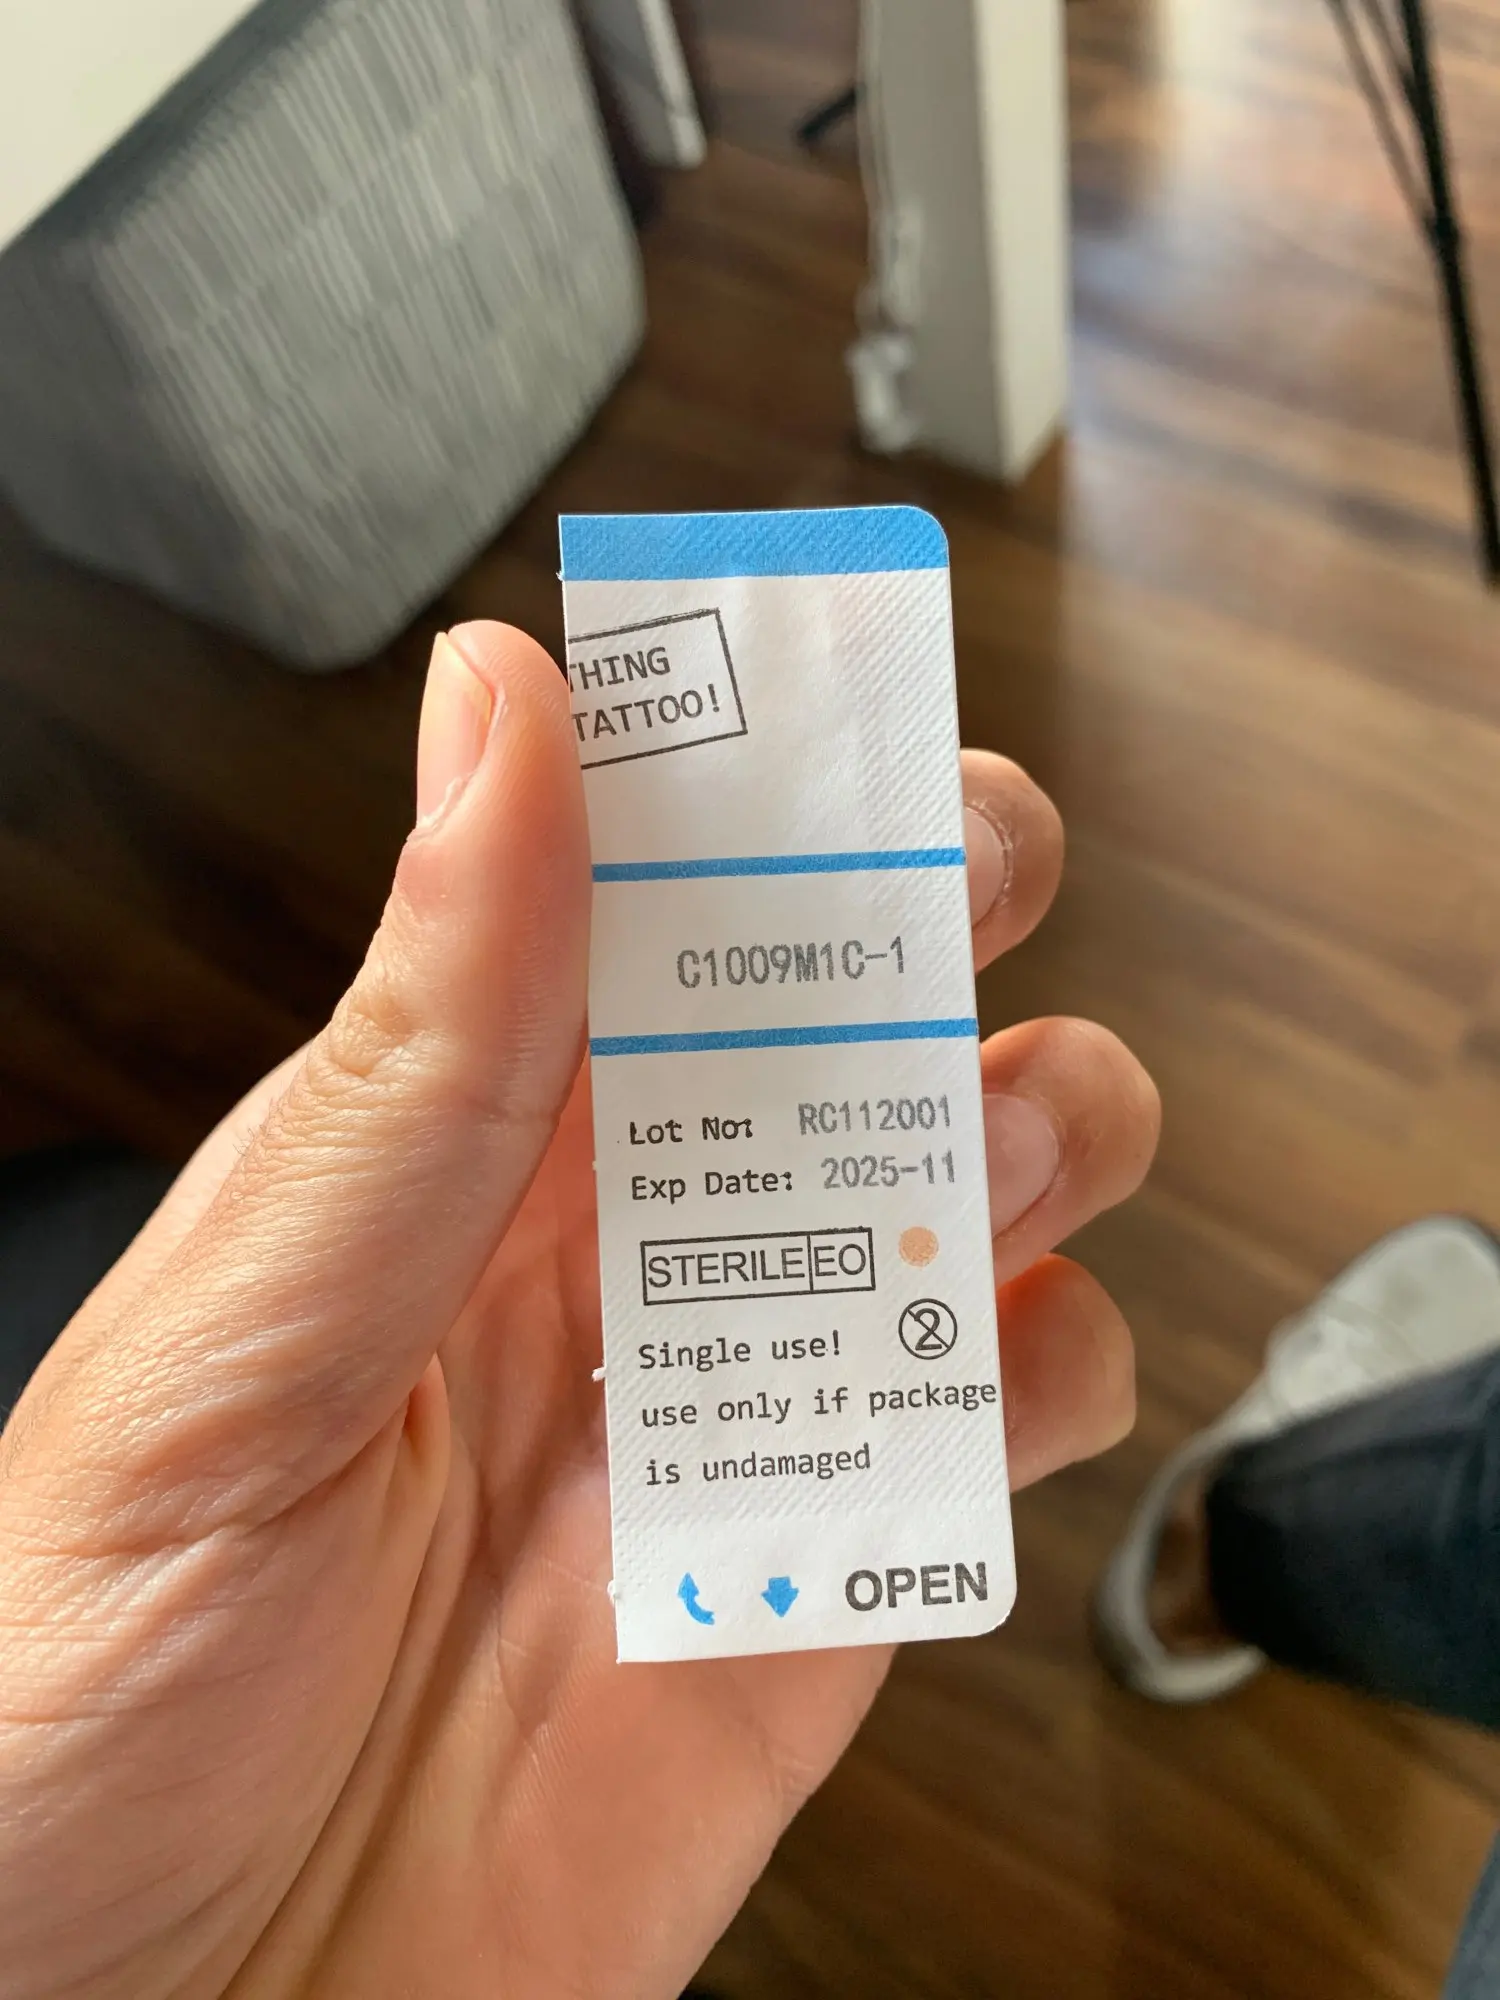 THING
TATTOO!
C1009M1C-1
Lot No: RC112001
Exp Date: 2025-11
STERILE EO
Single use! 2
use only if package
is undamaged
OPEN